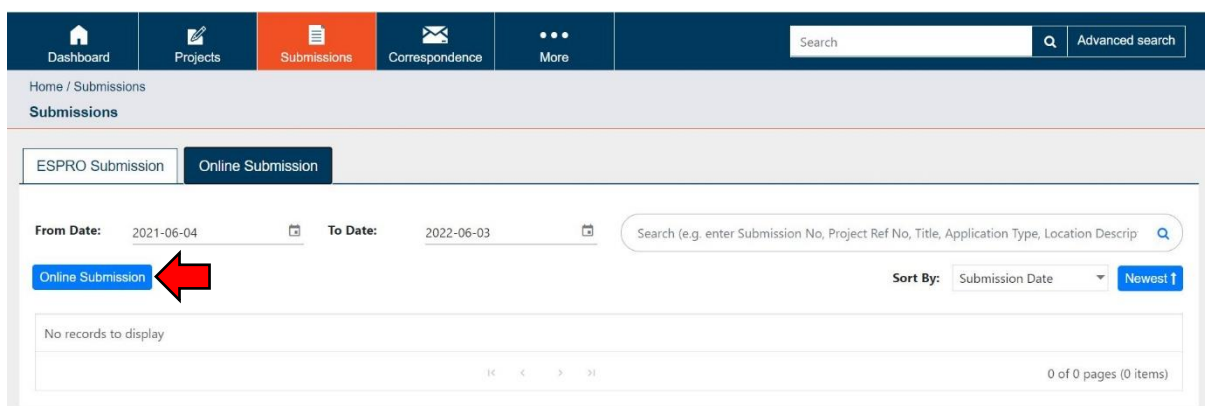 Dashboard Projects Submissions Correspondence More Search Advanced search
Home / Submissions
Submissions
ESPRO Submission Online Submission
From Date: 2021-06-04 To Date: 2022-06-03 Search (e.g. enter Submission No, Project Ref No, Title, Application Type, Location Descrip
Online Submission Sort By: Submission Date Newest
No records to display
0 of 0 pages (0 items)